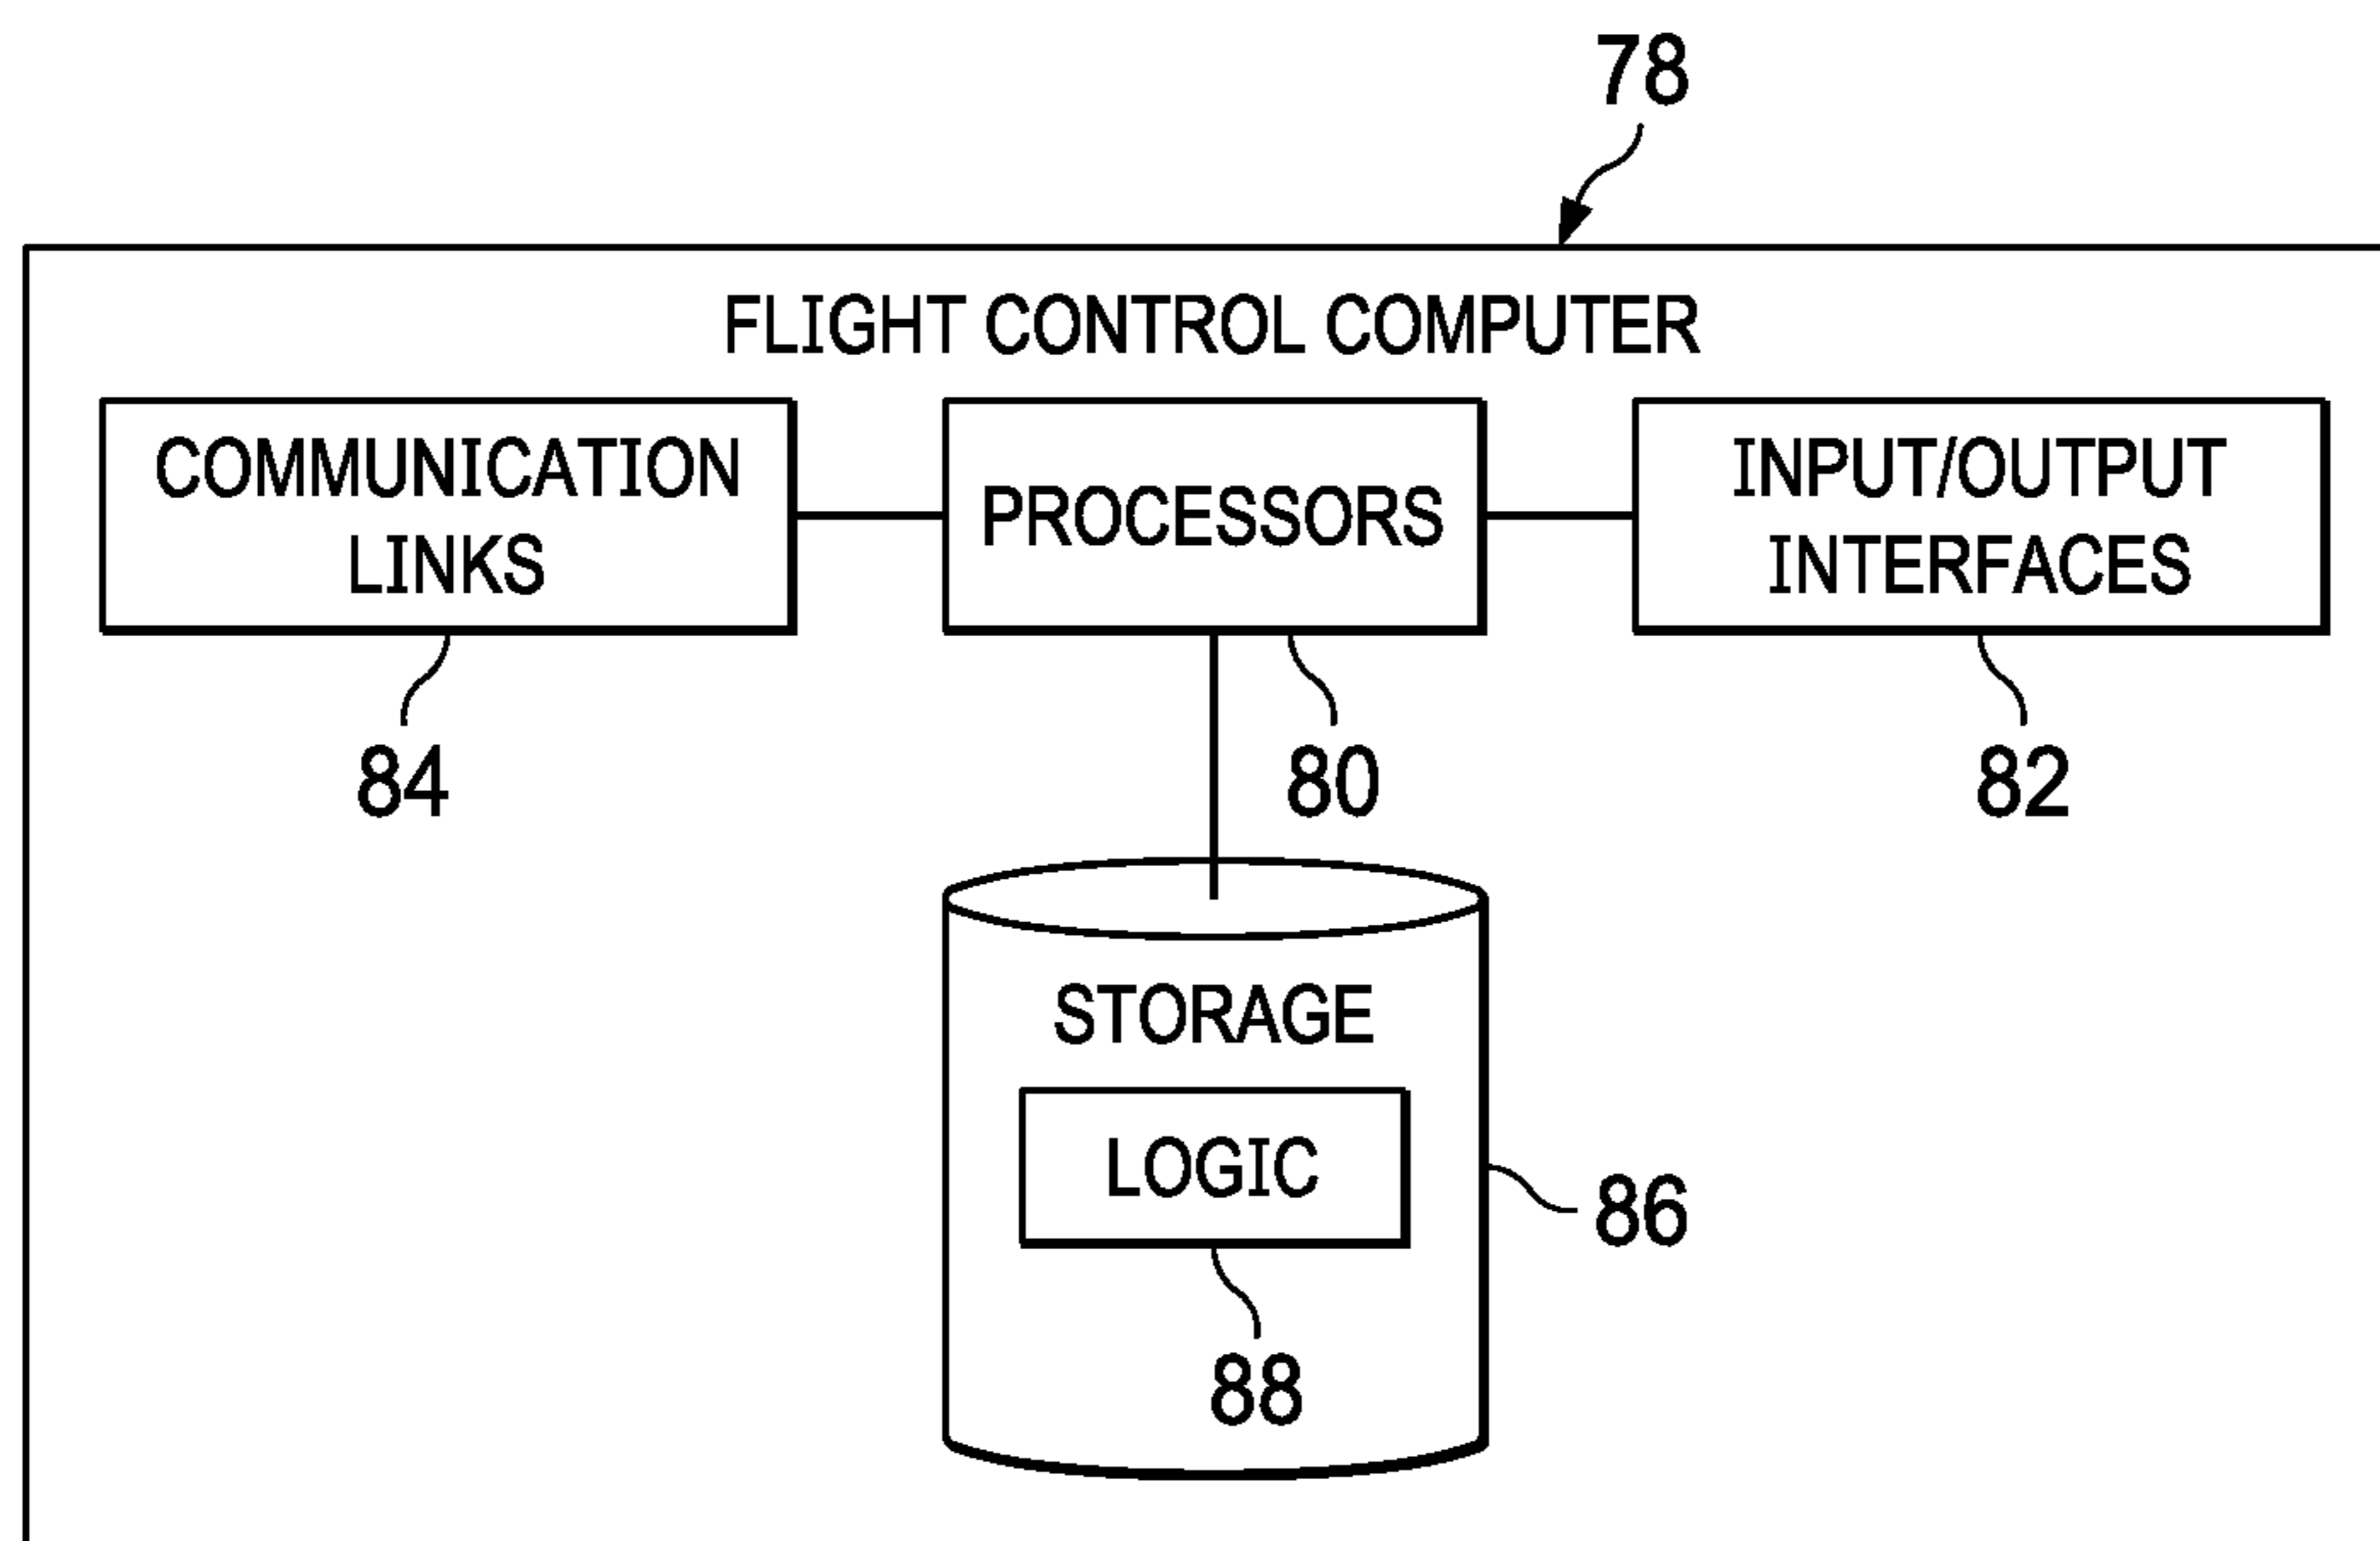 78
FLIGHT CONTROL COMPUTER
COMMUNICATION
LINKS
PROCESSORS
INPUT/OUTPUT
INTERFACES
84
80
82
STORAGE
LOGIC
86
88